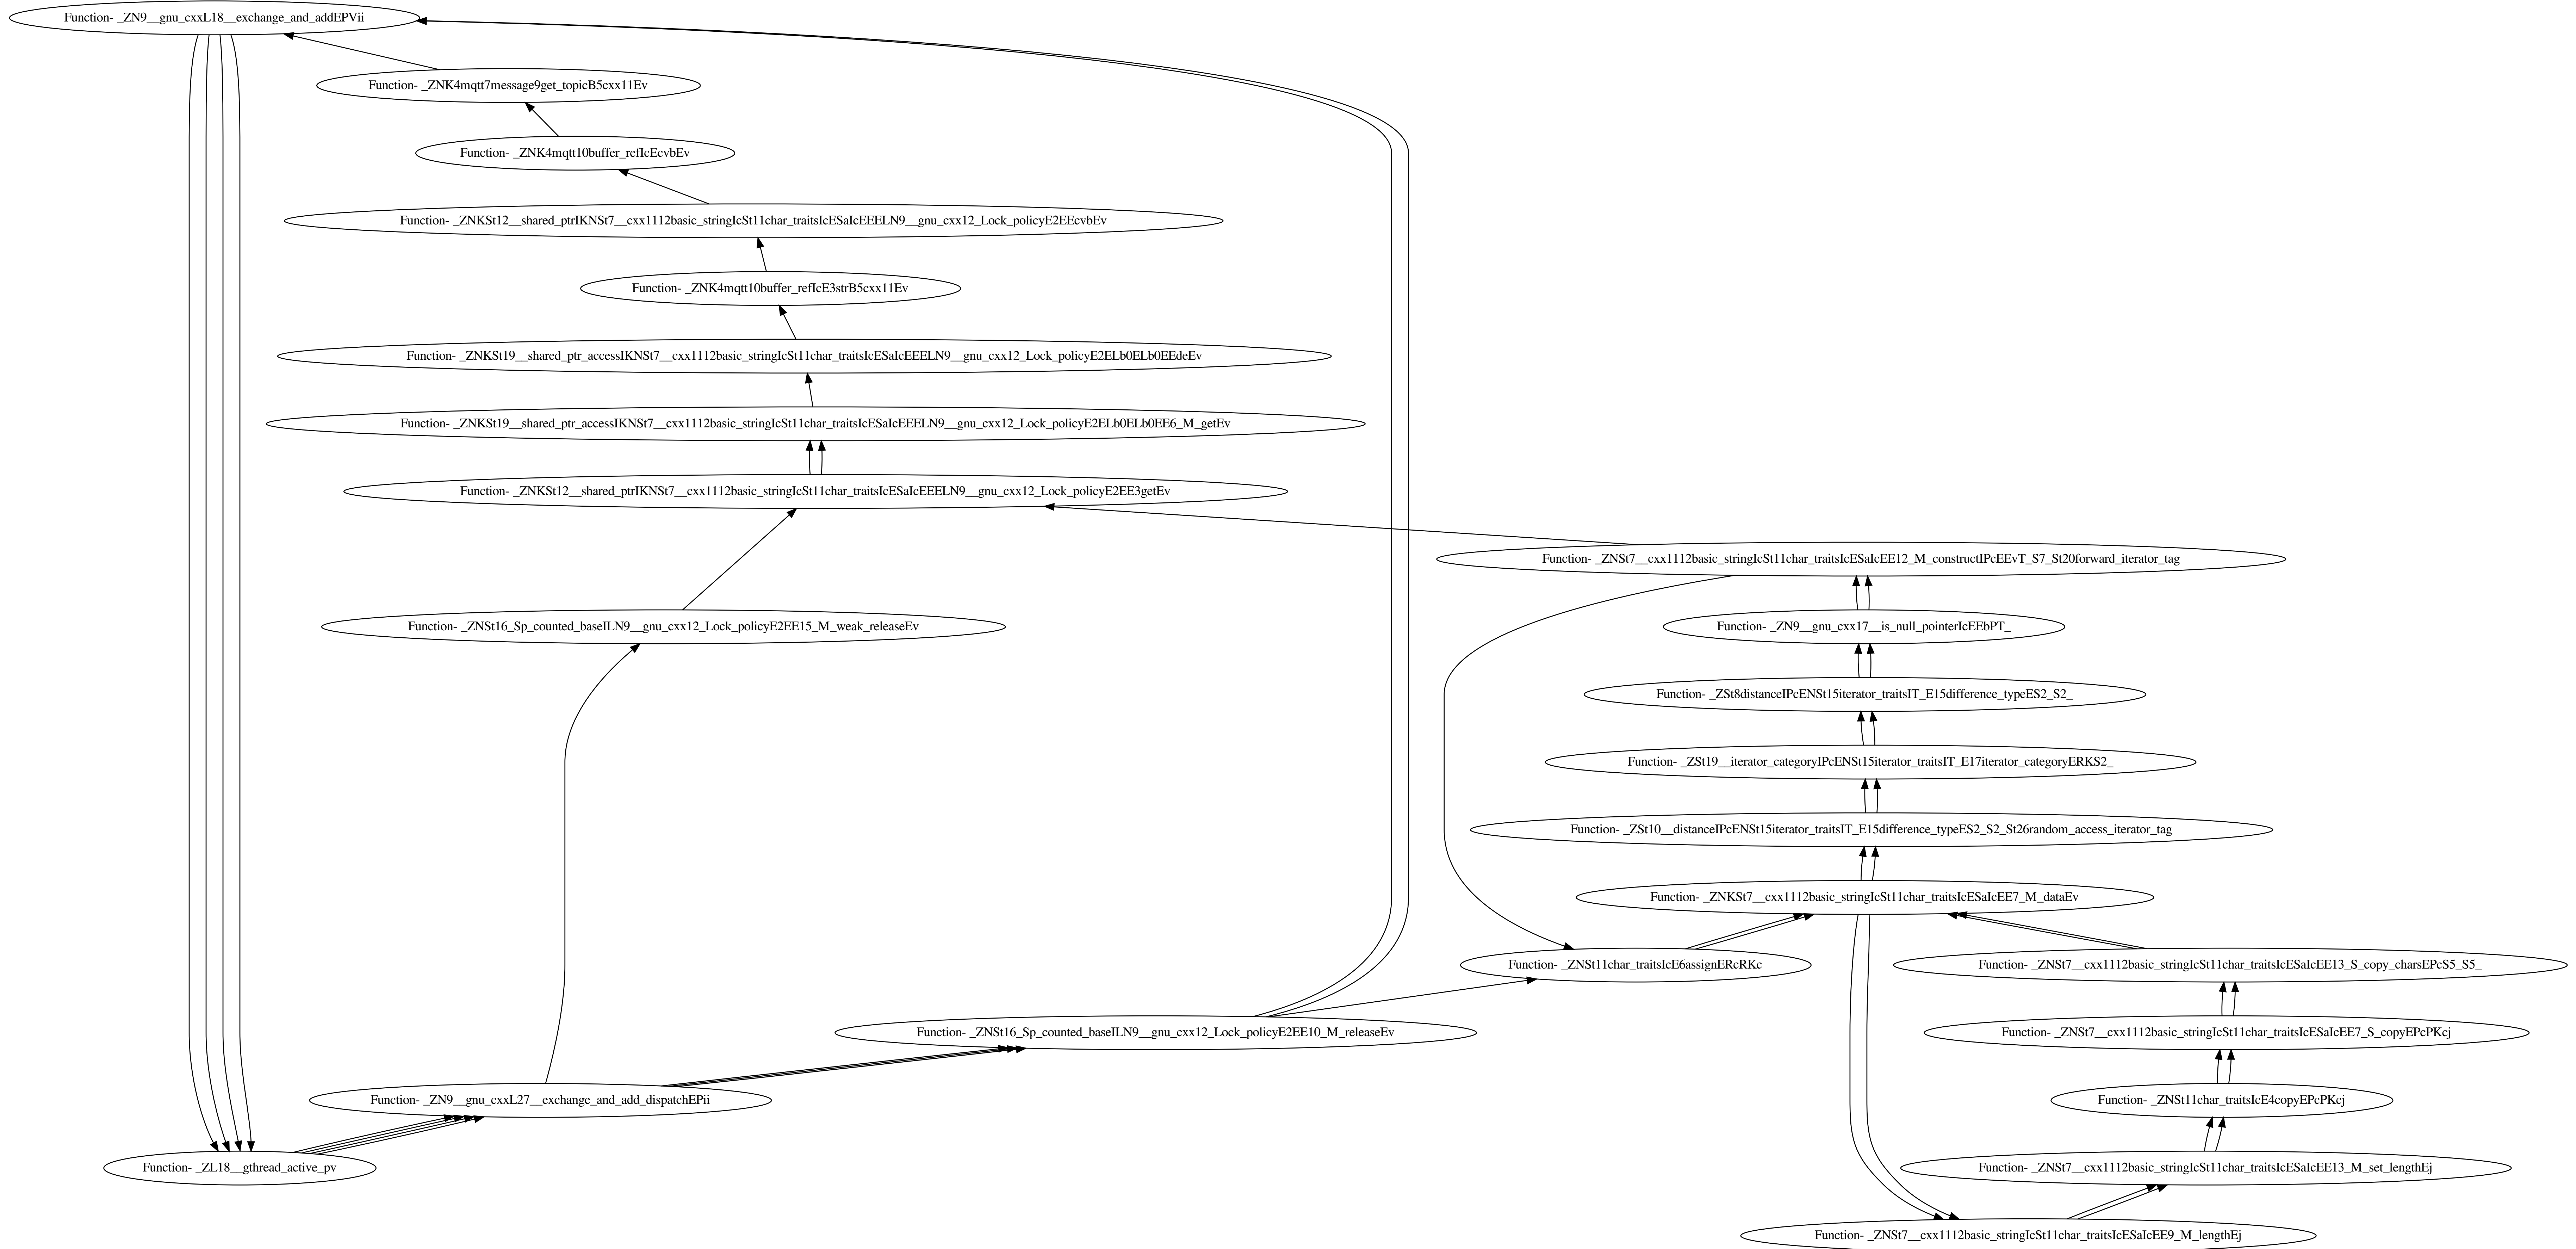 Function- _ZN9__gnu_cxxL18__exchange_and_addEPVii
Function- _ZNK4mqtt7message9get_topicB5cxx11Ev
Function- _ZNK4mqtt10buffer_refIcEcvbEv
Function- _ZNKSt12__shared_ptrIKNSt7__cxx1112basic_stringIcSt11char_traitsIcESaIcEEELN9__gnu_cxx12_Lock_policyE2EEcvbEv
Function- _ZNK4mqtt10buffer_refIcE3strB5cxx11Ev
Function- _ZNKSt19__shared_ptr_accessIKNSt7__cxx1112basic_stringIcSt11char_traitsIcESaIcEEELN9__gnu_cxx12_Lock_policyE2ELb0ELb0EEdeEv
Function- _ZNKSt19__shared_ptr_accessIKNSt7__cxx1112basic_stringIcSt11char_traitsIcESaIcEEELN9__gnu_cxx12_Lock_policyE2ELb0ELb0EE6_M_getEv
Function- _ZNKSt12__shared_ptrIKNSt7__cxx1112basic_stringIcSt11char_traitsIcESaIcEEELN9__gnu_cxx12_Lock_policyE2EE3getEv
Function- _ZNSt7__cxx1112basic_stringIcSt11char_traitsIcESaIcEE12_M_constructIPcEEvT_S7_St20forward_iterator_tag
Function- _ZNSt16_Sp_counted_baseILN9__gnu_cxx12_Lock_policyE2EE15_M_weak_releaseEv
Function- _ZN9__gnu_cxx17__is_null_pointerIcEEbPT_
Function- _ZSt8distanceIPcENSt15iterator_traitsIT_E15difference_typeES2_S2_
Function- _ZSt19__iterator_categoryIPcENSt15iterator_traitsIT_E17iterator_categoryERKS2_
Function- _ZSt10__distanceIPcENSt15iterator_traitsIT_E15difference_typeES2_S2_St26random_access_iterator_tag
Function- _ZNKSt7__cxx1112basic_stringIcSt11char_traitsIcESaIcEE7_M_dataEv
Function- _ZNSt11char_traitsIcE6assignERcRKc
Function- _ZNSt7__cxx1112basic_stringIcSt11char_traitsIcESaIcEE13_S_copy_charsEPcS5_S5_
Function- _ZNSt16_Sp_counted_baseILN9__gnu_cxx12_Lock_policyE2EE10_M_releaseEv
Function- _ZNSt7__cxx1112basic_stringIcSt11char_traitsIcESaIcEE7_S_copyEPcPKcj
Function- _ZN9__gnu_cxxL27__exchange_and_add_dispatchEPii
Function- _ZNSt11char_traitsIcE4copyEPcPKcj
Function- _ZL18__gthread_active_pv
Function- _ZNSt7__cxx1112basic_stringIcSt11char_traitsIcESaIcEE13_M_set_lengthEj
Function- _ZNSt7__cxx1112basic_stringIcSt11char_traitsIcESaIcEE9_M_lengthEj